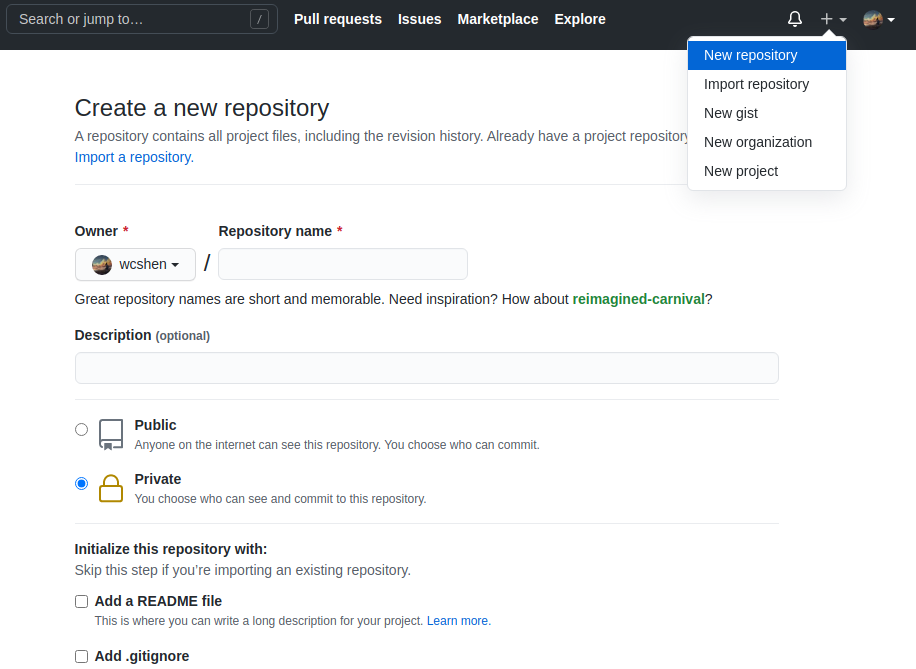 Search or jump to…
/
Pull requests Issues Marketplace Explore
New repository
Import repository
New gist
New organization
New project
Create a new repository
A repository contains all project files, including the revision history. Already have a project repository
Import a repository.
Owner * Repository name *
wcshen /
Great repository names are short and memorable. Need inspiration? How about reimagined-carnival?
Description (optional)
Public
Anyone on the internet can see this repository. You choose who can commit.
Private
You choose who can see and commit to this repository.
Initialize this repository with:
Skip this step if you’re importing an existing repository.
Add a README file
This is where you can write a long description for your project. Learn more.
Add .gitignore